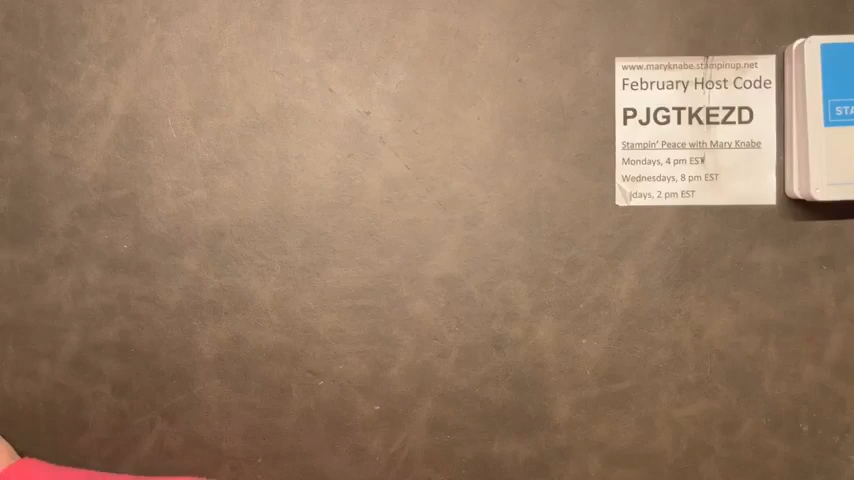 www.maryknabe.stampinup.net
February Host Code
PJGTKEZD
Stampin' Peace with Mary Knabe
Mondays, 4 pm EST
Wednesdays, 8 pm EST
days, 2 pm EST
STA